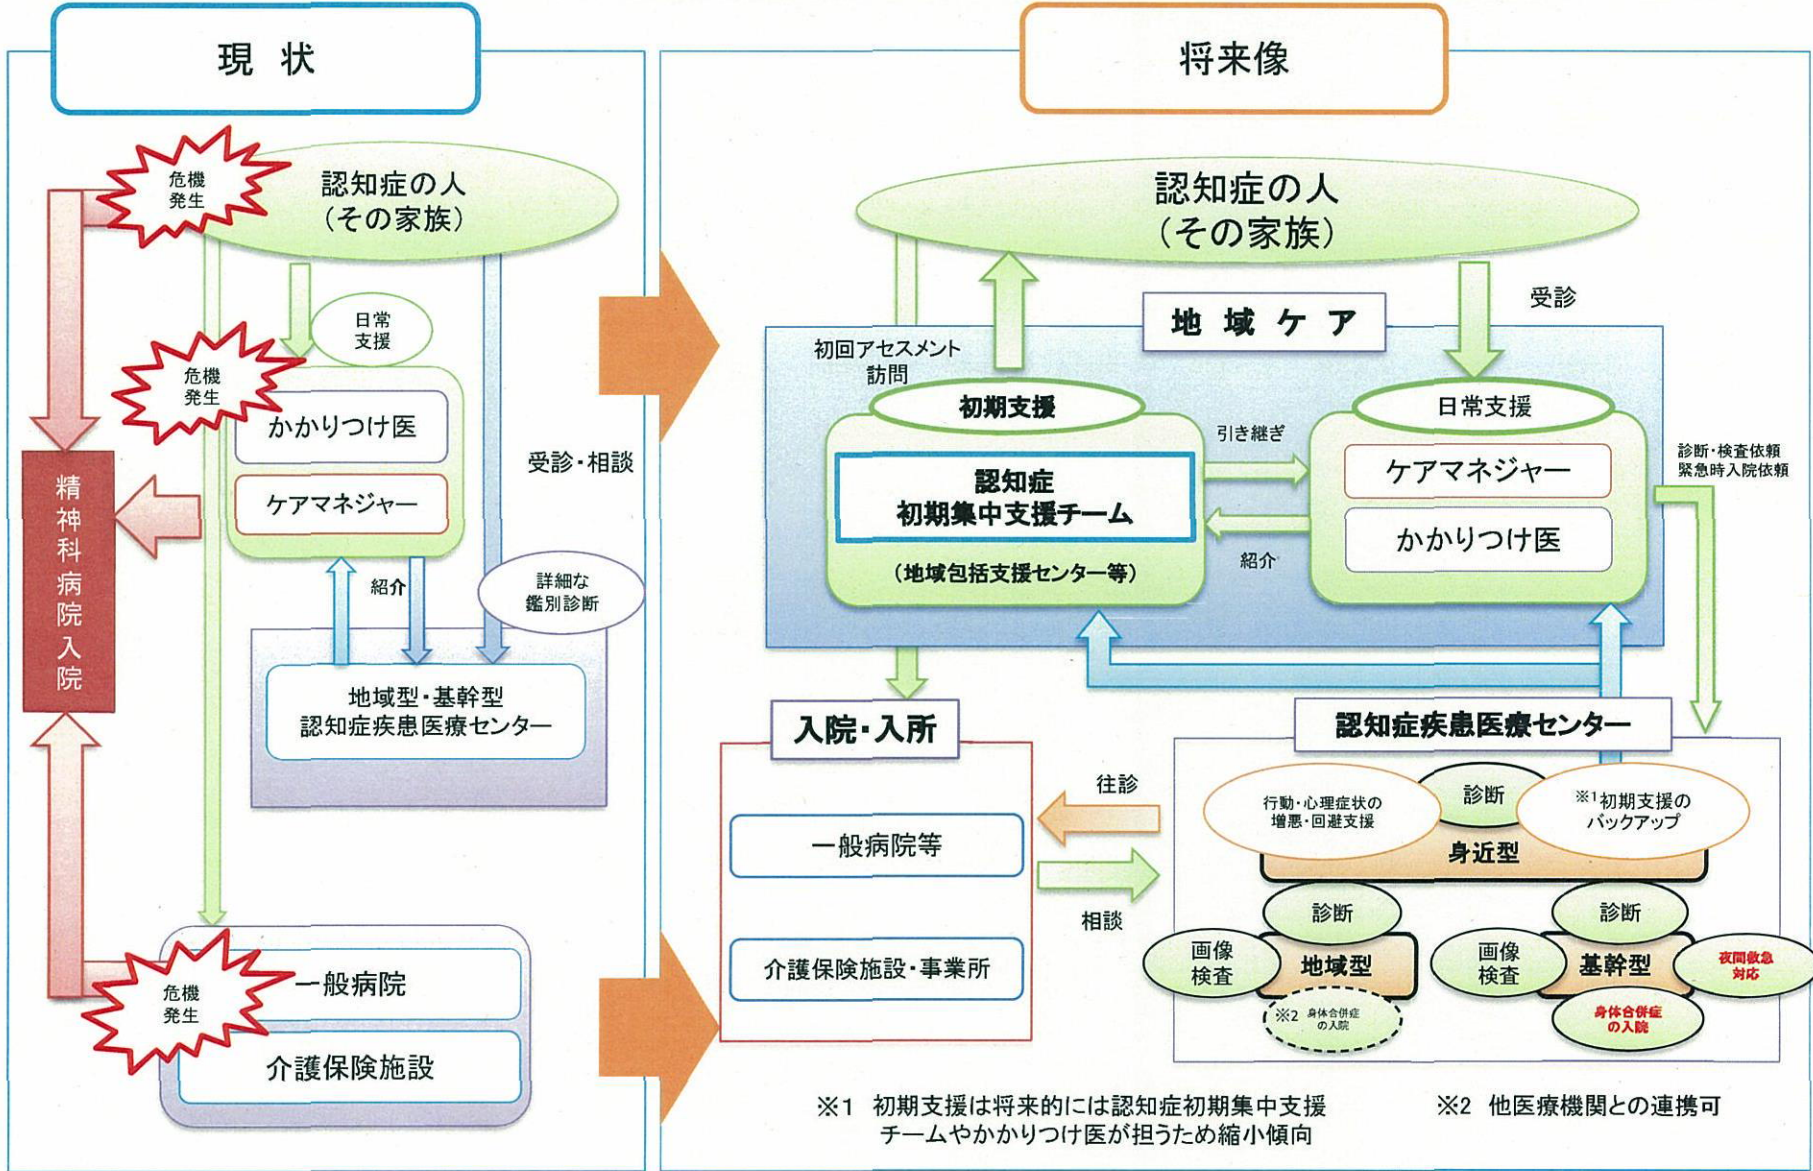 現 状
危機
発生
認知症の人
(その家族)
日常
支援
危機
発生
かかりつけ医
ケアマネジャー
受診・相談
精神科病院入院
紹介
詳細な
鑑別診断
地域型・基幹型
認知症疾患医療センター
危機
発生
一般病院
介護保険施設
将来像
認知症の人
(その家族)
受診
地 域 ケ ア
初回アセスメント
訪問
初期支援
認知症
初期集中支援チーム
(地域包括支援センター等)
引き継ぎ
紹介
日常支援
ケアマネジャー
かかりつけ医
診断・検査依頼
緊急時入院依頼
入院・入所
一般病院等
介護保険施設・事業所
往診
相談
認知症疾患医療センター
行動・心理症状の
増悪・回避支援
診断
※1初期支援の
バックアップ
身近型
診断
画像
検査
地域型
※2 身体合併症
の入院
診断
画像
検査
基幹型
夜間救急
対応
身体合併症
の入院
※1 初期支援は将来的には認知症初期集中支援
チームやかかりつけ医が担うため縮小傾向
※2 他医療機関との連携可